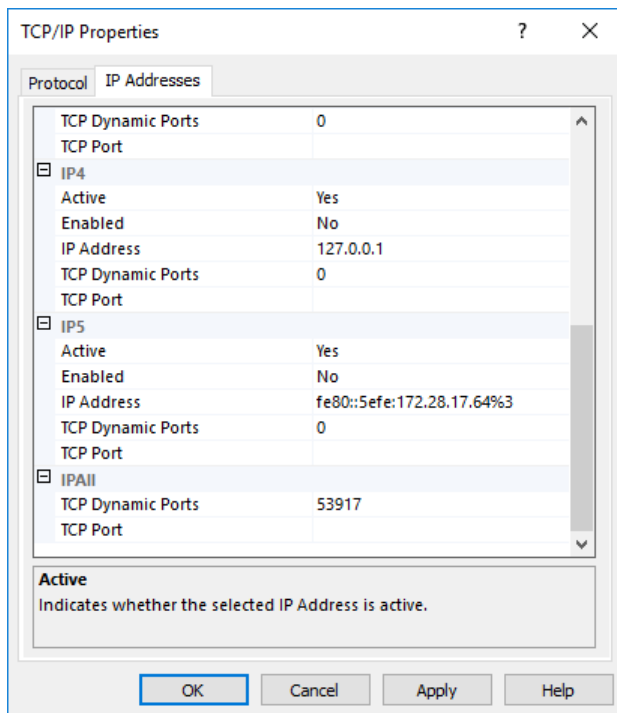 TCP/IP Properties ? ×
Protocol IP Addresses
TCP Dynamic Ports 0
TCP Port
IP4
Active Yes
Enabled No
IP Address 127.0.0.1
TCP Dynamic Ports 0
TCP Port
IP5
Active Yes
Enabled No
IP Address fe80::5efe:172.28.17.64%3
TCP Dynamic Ports 0
TCP Port
IPAll
TCP Dynamic Ports 53917
TCP Port
Active
Indicates whether the selected IP Address is active.
OK Cancel Apply Help